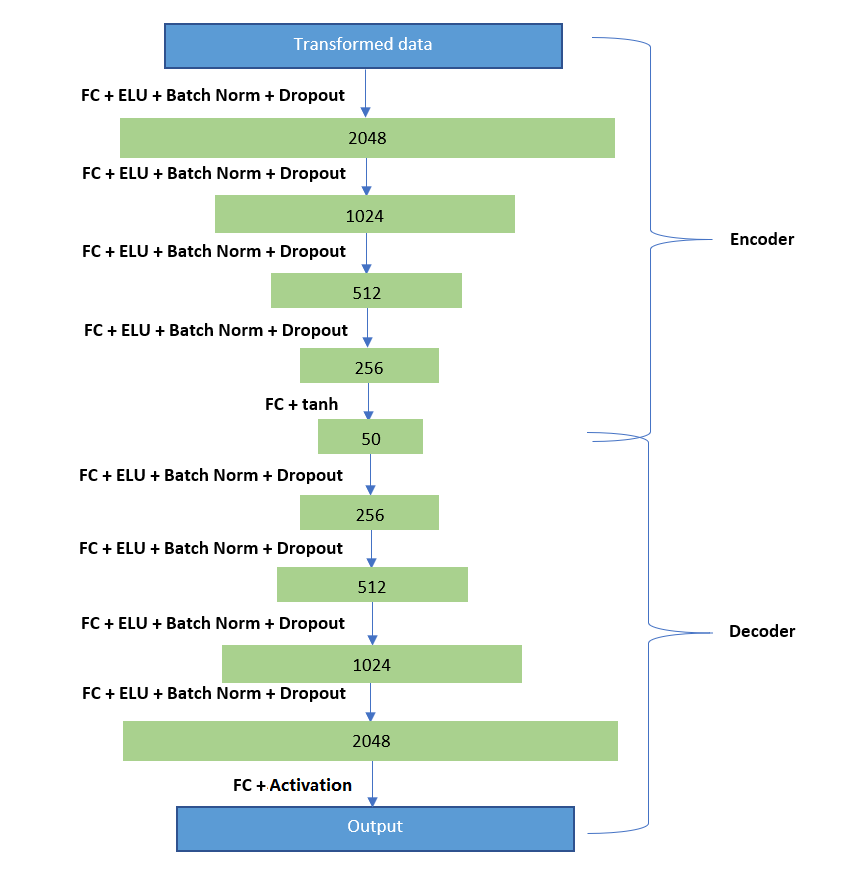 Transformed data
FC + ELU + Batch Norm + Dropout
2048
FC + ELU + Batch Norm + Dropout
1024
Encoder
FC + ELU + Batch Norm + Dropout
512
FC + ELU + Batch Norm + Dropout
256
FC + tanh
50
FC + ELU + Batch Norm + Dropout
256
FC + ELU + Batch Norm + Dropout
512
FC + ELU + Batch Norm + Dropout
Decoder
1024
FC + ELU + Batch Norm + Dropout
2048
FC + Activation
Output